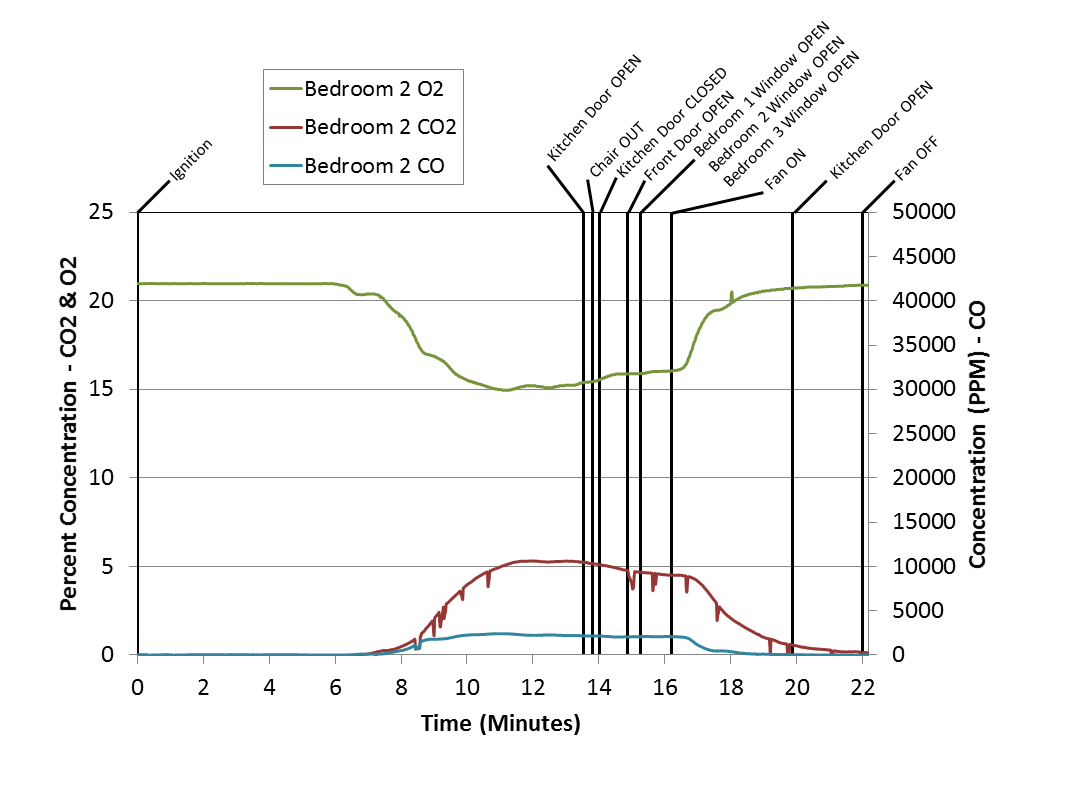 Bedroom 2 O2
Bedroom 2 CO2
Bedroom 2 CO
Ignition
Kitchen Door OPEN
Chair OUT
Kitchen Door CLOSED
Front Door OPEN
Bedroom 1 Window OPEN
Bedroom 2 Window OPEN
Bedroom 3 Window OPEN
Fan ON
Kitchen Door OPEN
Fan OFF
Percent Concentration - CO2 & O2
25
20
15
10
5
0
50000
45000
40000
35000
30000
25000
20000
15000
10000
5000
0
Concentration (PPM) - CO
0 2 4 6 8 10 12 14 16 18 20 22
Time (Minutes)